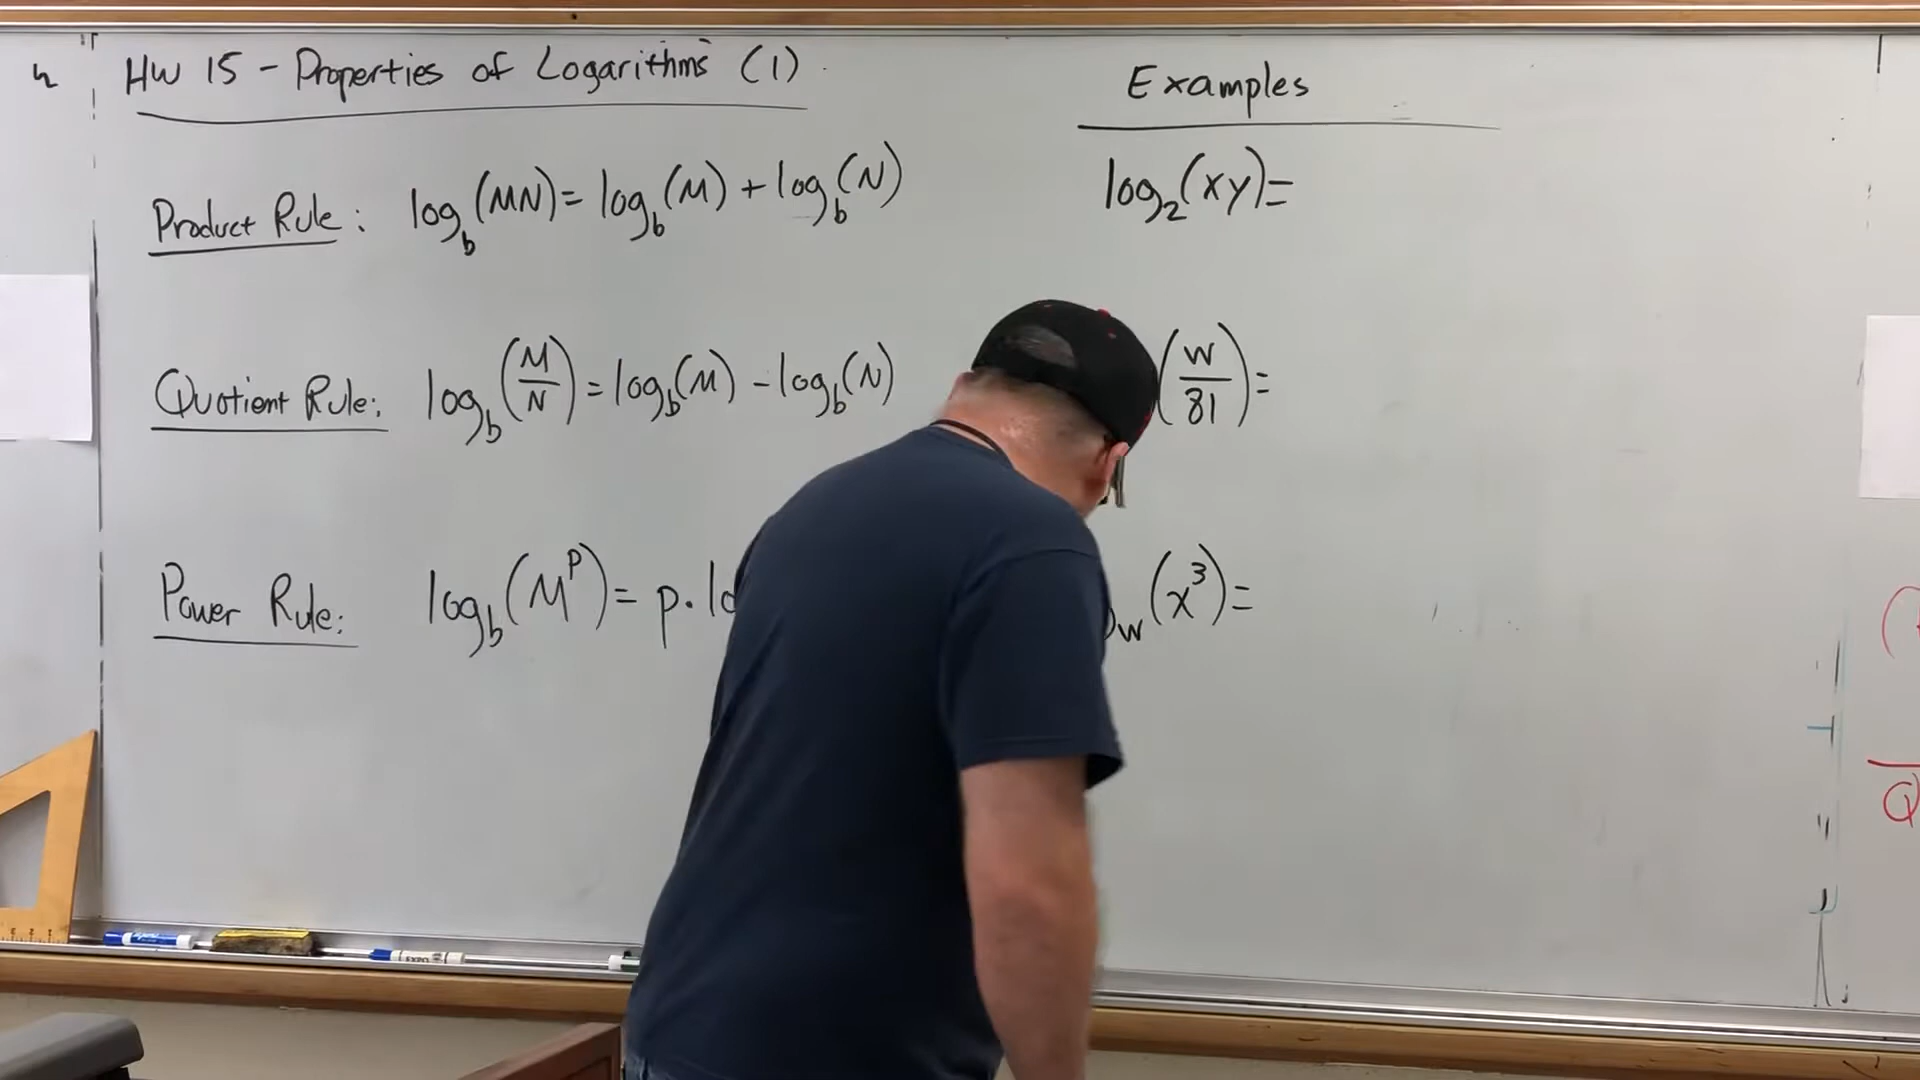 HW 15 - Properties of Logarithms (1)
Product Rule: log_b(MN) = log_b(M) + log_b(N)
Quotient Rule: log_b(M/N) = log_b(M) - log_b(N)
Power Rule: log_b(M^p) = p·lo
Examples
log_2(xy) =
(w/81) =
w(x^3) =
EXPO